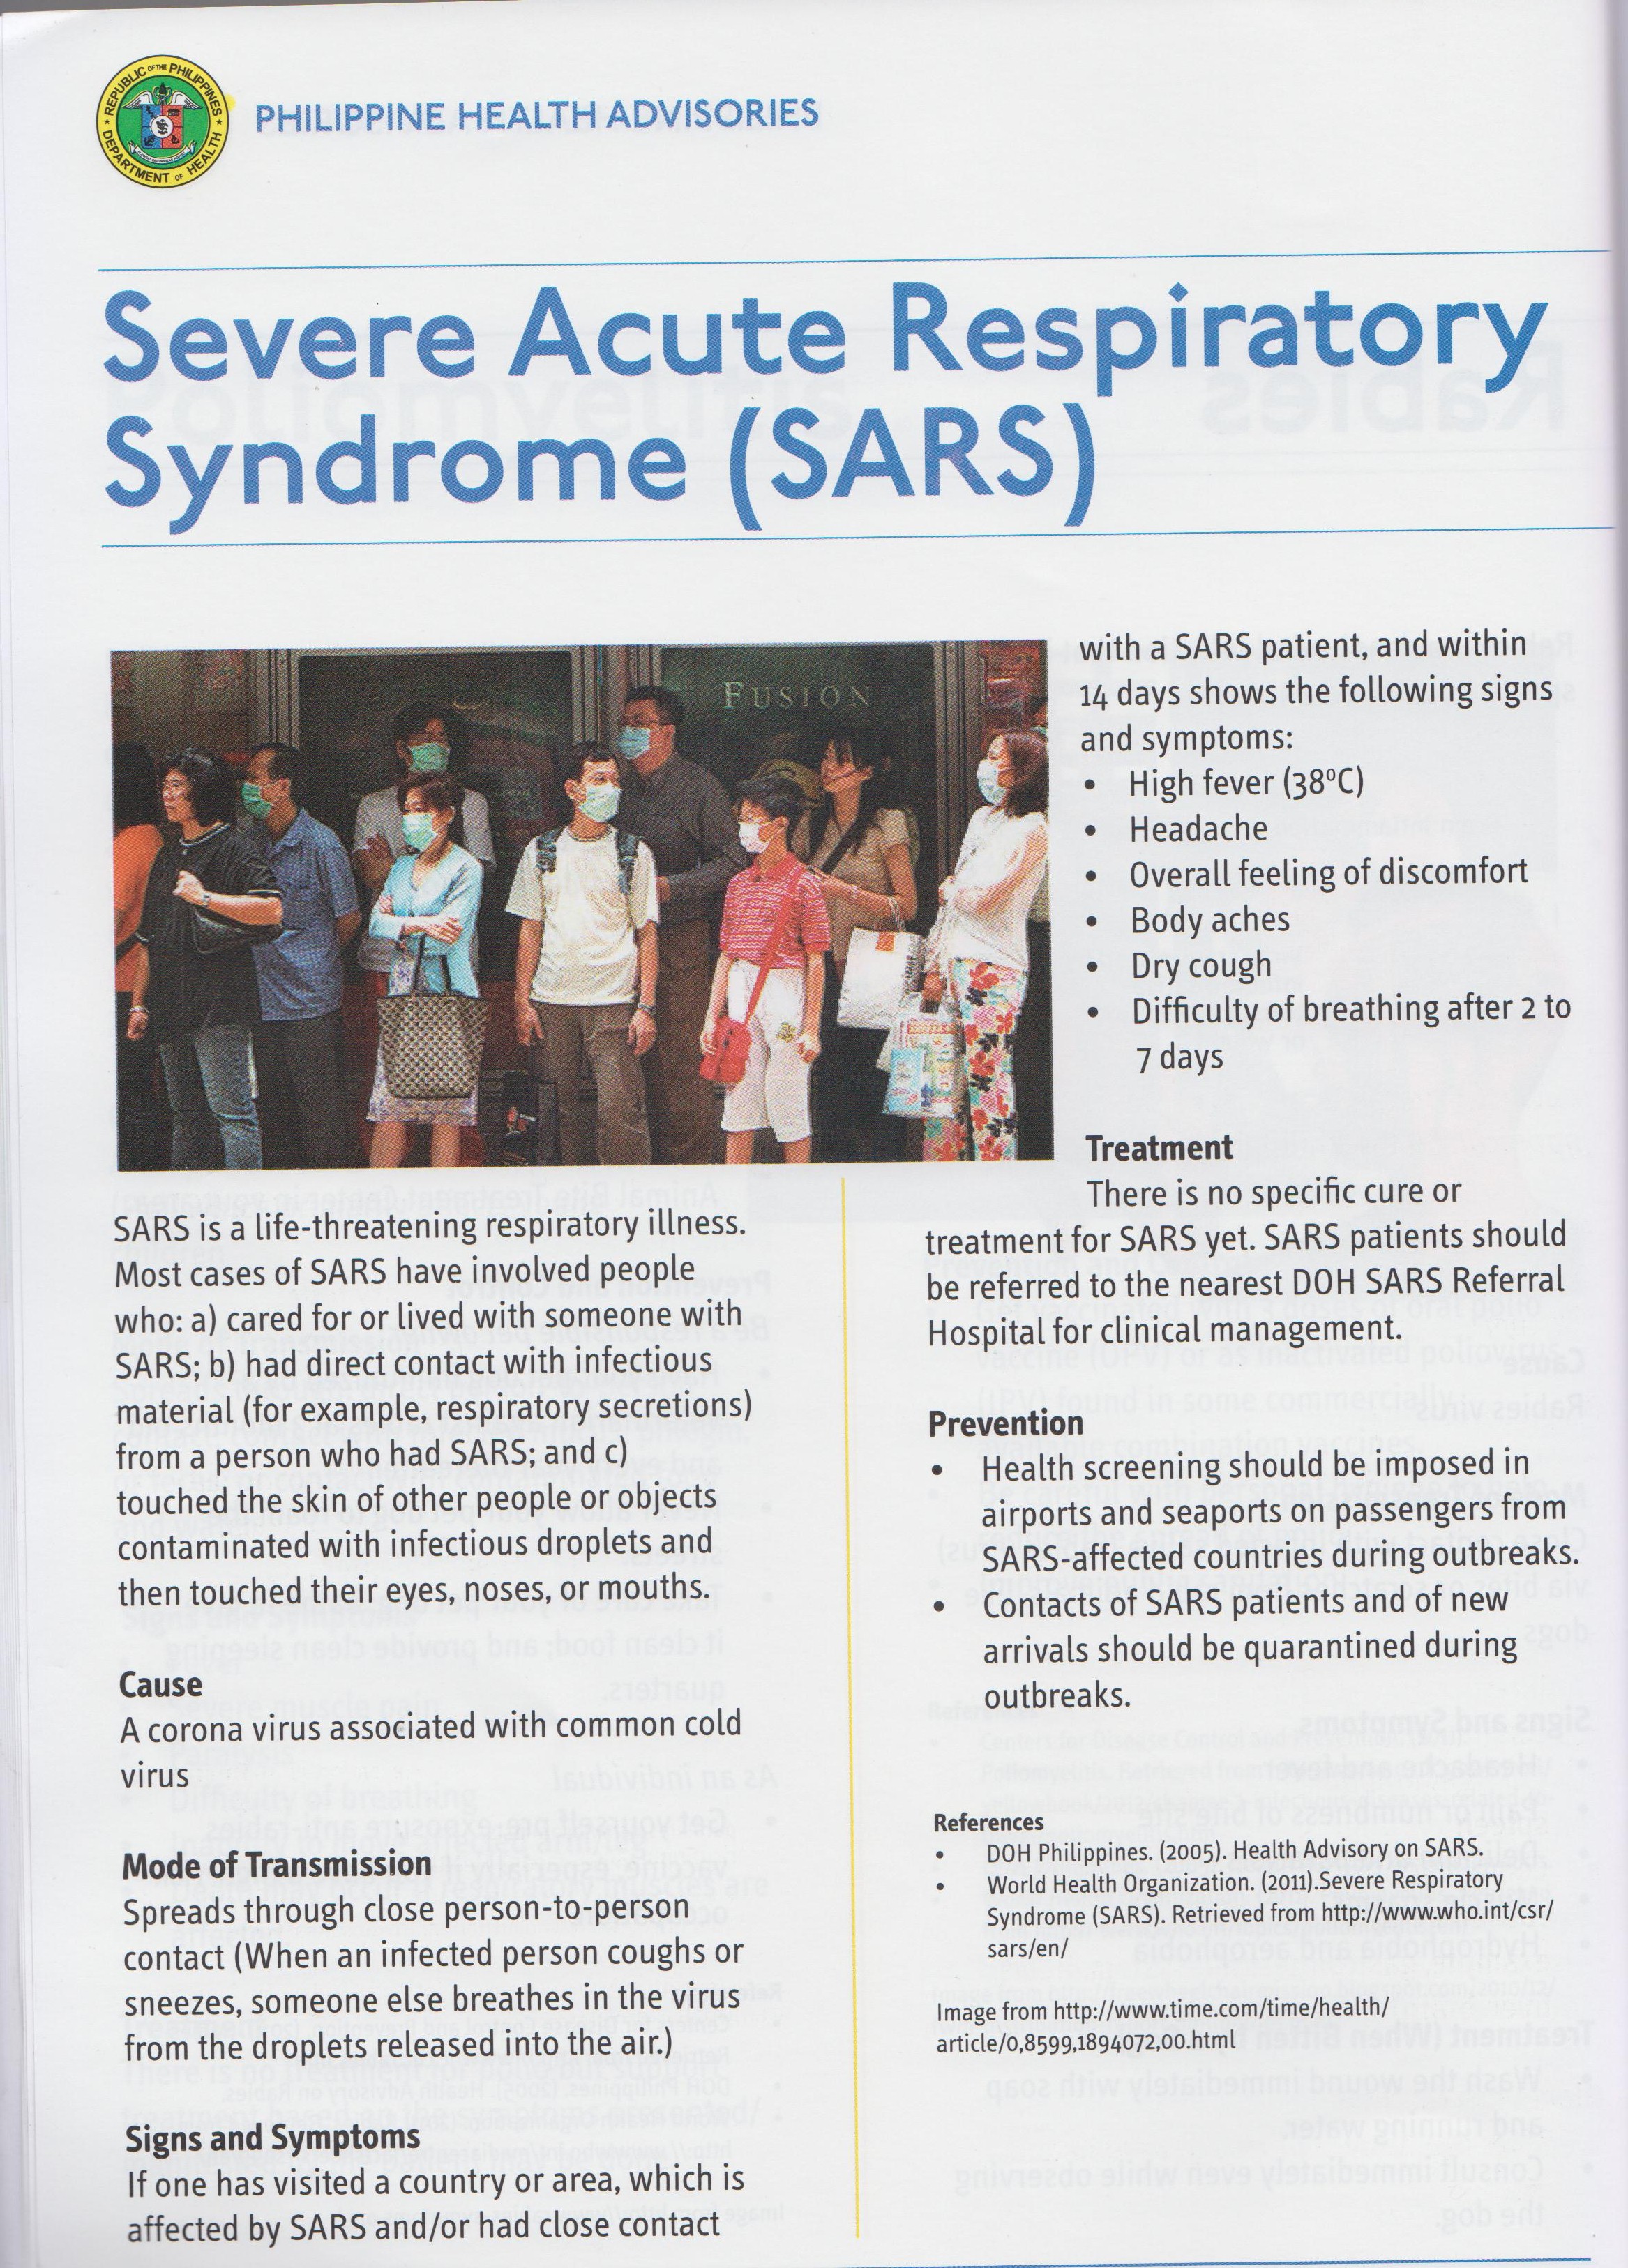 REPUBLIC OF THE PHILIPPINES
DEPARTMENT OF HEALTH
PHILIPPINE HEALTH ADVISORIES
Severe Acute Respiratory
Syndrome (SARS)
FUSION
SARS is a life-threatening respiratory illness.
Most cases of SARS have involved people
who: a) cared for or lived with someone with
SARS; b) had direct contact with infectious
material (for example, respiratory secretions)
from a person who had SARS; and c)
touched the skin of other people or objects
contaminated with infectious droplets and
then touched their eyes, noses, or mouths.
Cause
A corona virus associated with common cold
virus
Mode of Transmission
Spreads through close person-to-person
contact (When an infected person coughs or
sneezes, someone else breathes in the virus
from the droplets released into the air.)
Signs and Symptoms
If one has visited a country or area, which is
affected by SARS and/or had close contact
with a SARS patient, and within
14 days shows the following signs
and symptoms:
• High fever (38ºC)
• Headache
• Overall feeling of discomfort
• Body aches
• Dry cough
• Difficulty of breathing after 2 to
7 days
Treatment
There is no specific cure or
treatment for SARS yet. SARS patients should
be referred to the nearest DOH SARS Referral
Hospital for clinical management.
Prevention
• Health screening should be imposed in
airports and seaports on passengers from
SARS-affected countries during outbreaks.
• Contacts of SARS patients and of new
arrivals should be quarantined during
outbreaks.
References
• DOH Philippines. (2005). Health Advisory on SARS.
• World Health Organization. (2011).Severe Respiratory
Syndrome (SARS). Retrieved from http://www.who.int/csr/
sars/en/
Image from http://www.time.com/time/health/
article/0,8599,1894072,00.html